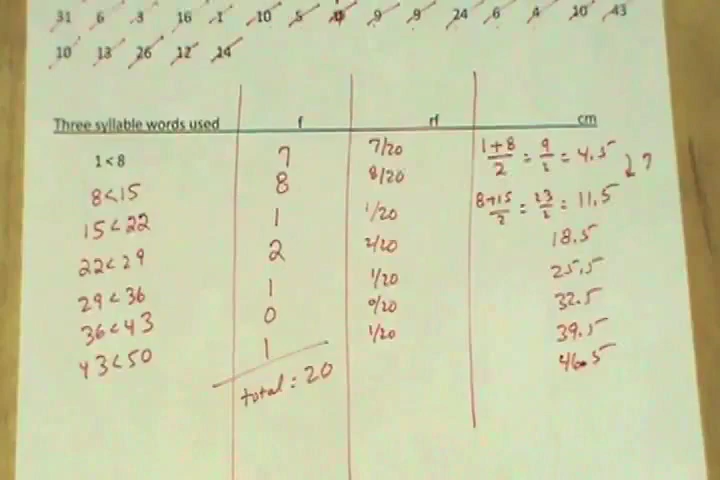 31 6 3 16 1 10 5 0 9 9 24 6 4 10 43
10 13 26 12 14
Three syllable words used f rf cm
1 < 8 7 7/20 1+8/2 = 9/2 = 4.5
↓7
8<15 8 8/20 8+15/2 = 23/2 = 11.5
15<22 1 1/20 18.5
22<29 2 2/20 25.5
29<36 1 1/20 32.5
36<43 0 0/20 39.5
43<50 1 1/20 46.5
total = 20